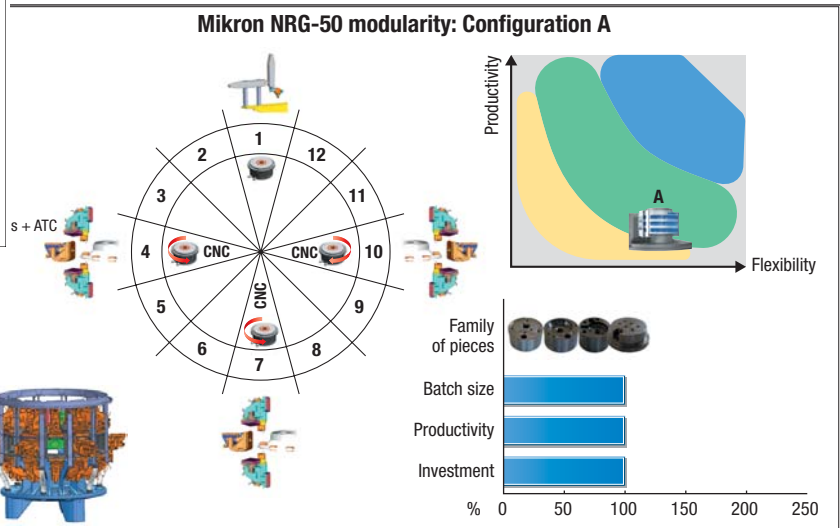 Mikron NRG-50 modularity: Configuration A
1
2
12
3
11
s + ATC
4
CNC
CNC
10
CNC
5
9
6
7
8
Productivity
A
Flexibility
Family
of pieces
Batch size
Productivity
Investment
% 0 50 100 150 200 250